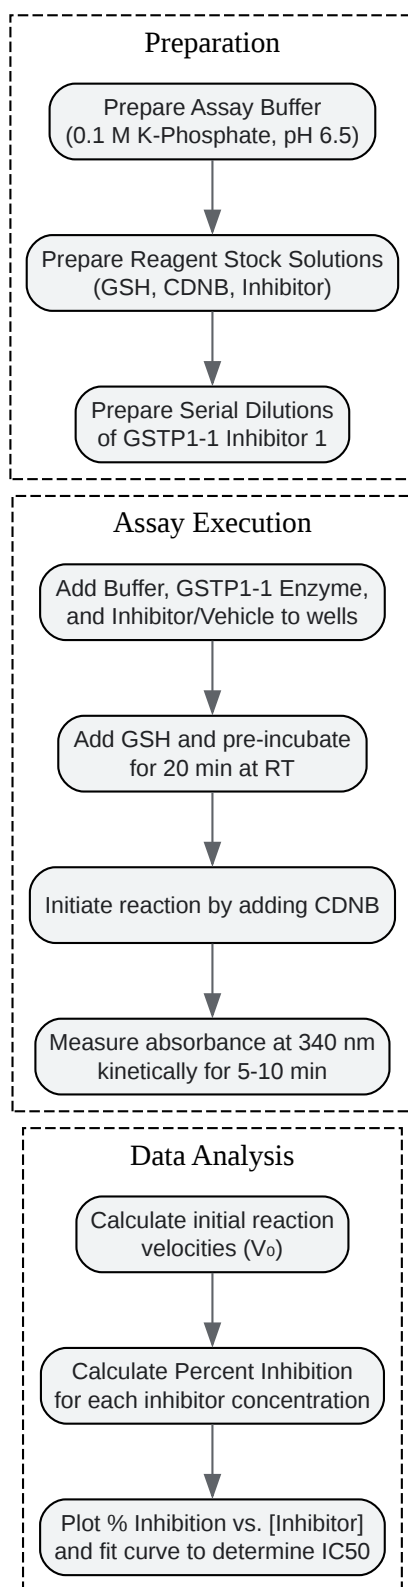 Preparation
Prepare Assay Buffer
(0.1 M K-Phosphate, pH 6.5)
Prepare Reagent Stock Solutions
(GSH, CDNB, Inhibitor)
Prepare Serial Dilutions
of GSTP1-1 Inhibitor 1
Assay Execution
Add Buffer, GSTP1-1 Enzyme,
and Inhibitor/Vehicle to wells
Add GSH and pre-incubate
for 20 min at RT
Initiate reaction by adding CDNB
Measure absorbance at 340 nm
kinetically for 5-10 min
Data Analysis
Calculate initial reaction
velocities (V₀)
Calculate Percent Inhibition
for each inhibitor concentration
Plot % Inhibition vs. [Inhibitor]
and fit curve to determine IC50